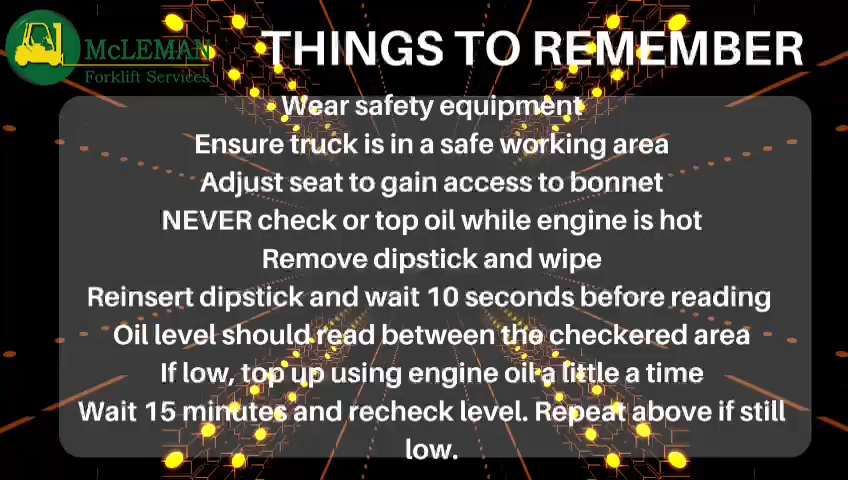 McLEMAN
Forklift Services
THINGS TO REMEMBER
Wear safety equipment
Ensure truck is in a safe working area
Adjust seat to gain access to bonnet
NEVER check or top oil while engine is hot
Remove dipstick and wipe
Reinsert dipstick and wait 10 seconds before reading
Oil level should read between the checkered area
If low, top up using engine oil a little a time
Wait 15 minutes and recheck level. Repeat above if still
low.